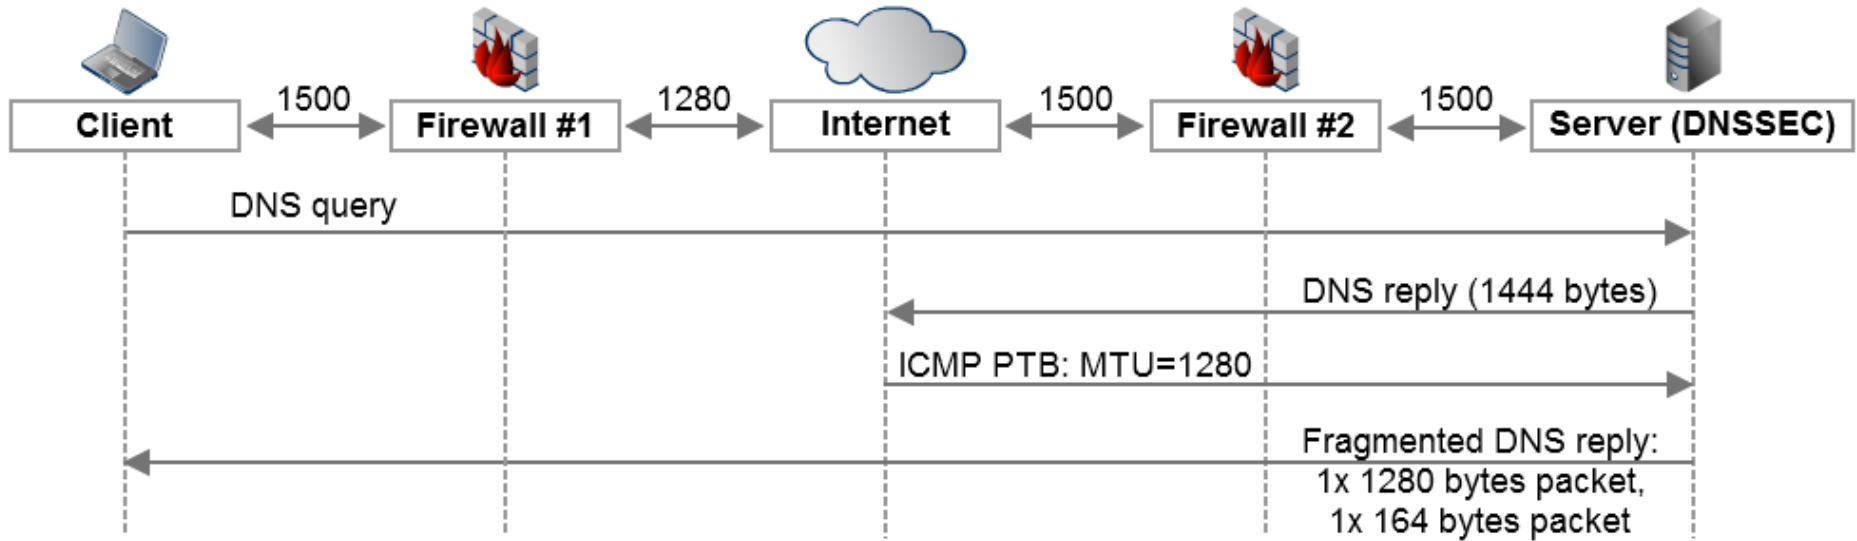 1500
1280
1500
1500
Client
Firewall #1
Internet
Firewall #2
Server (DNSSEC)
DNS query
DNS reply (1444 bytes)
ICMP PTB: MTU=1280
Fragmented DNS reply:
1x 1280 bytes packet,
1x 164 bytes packet